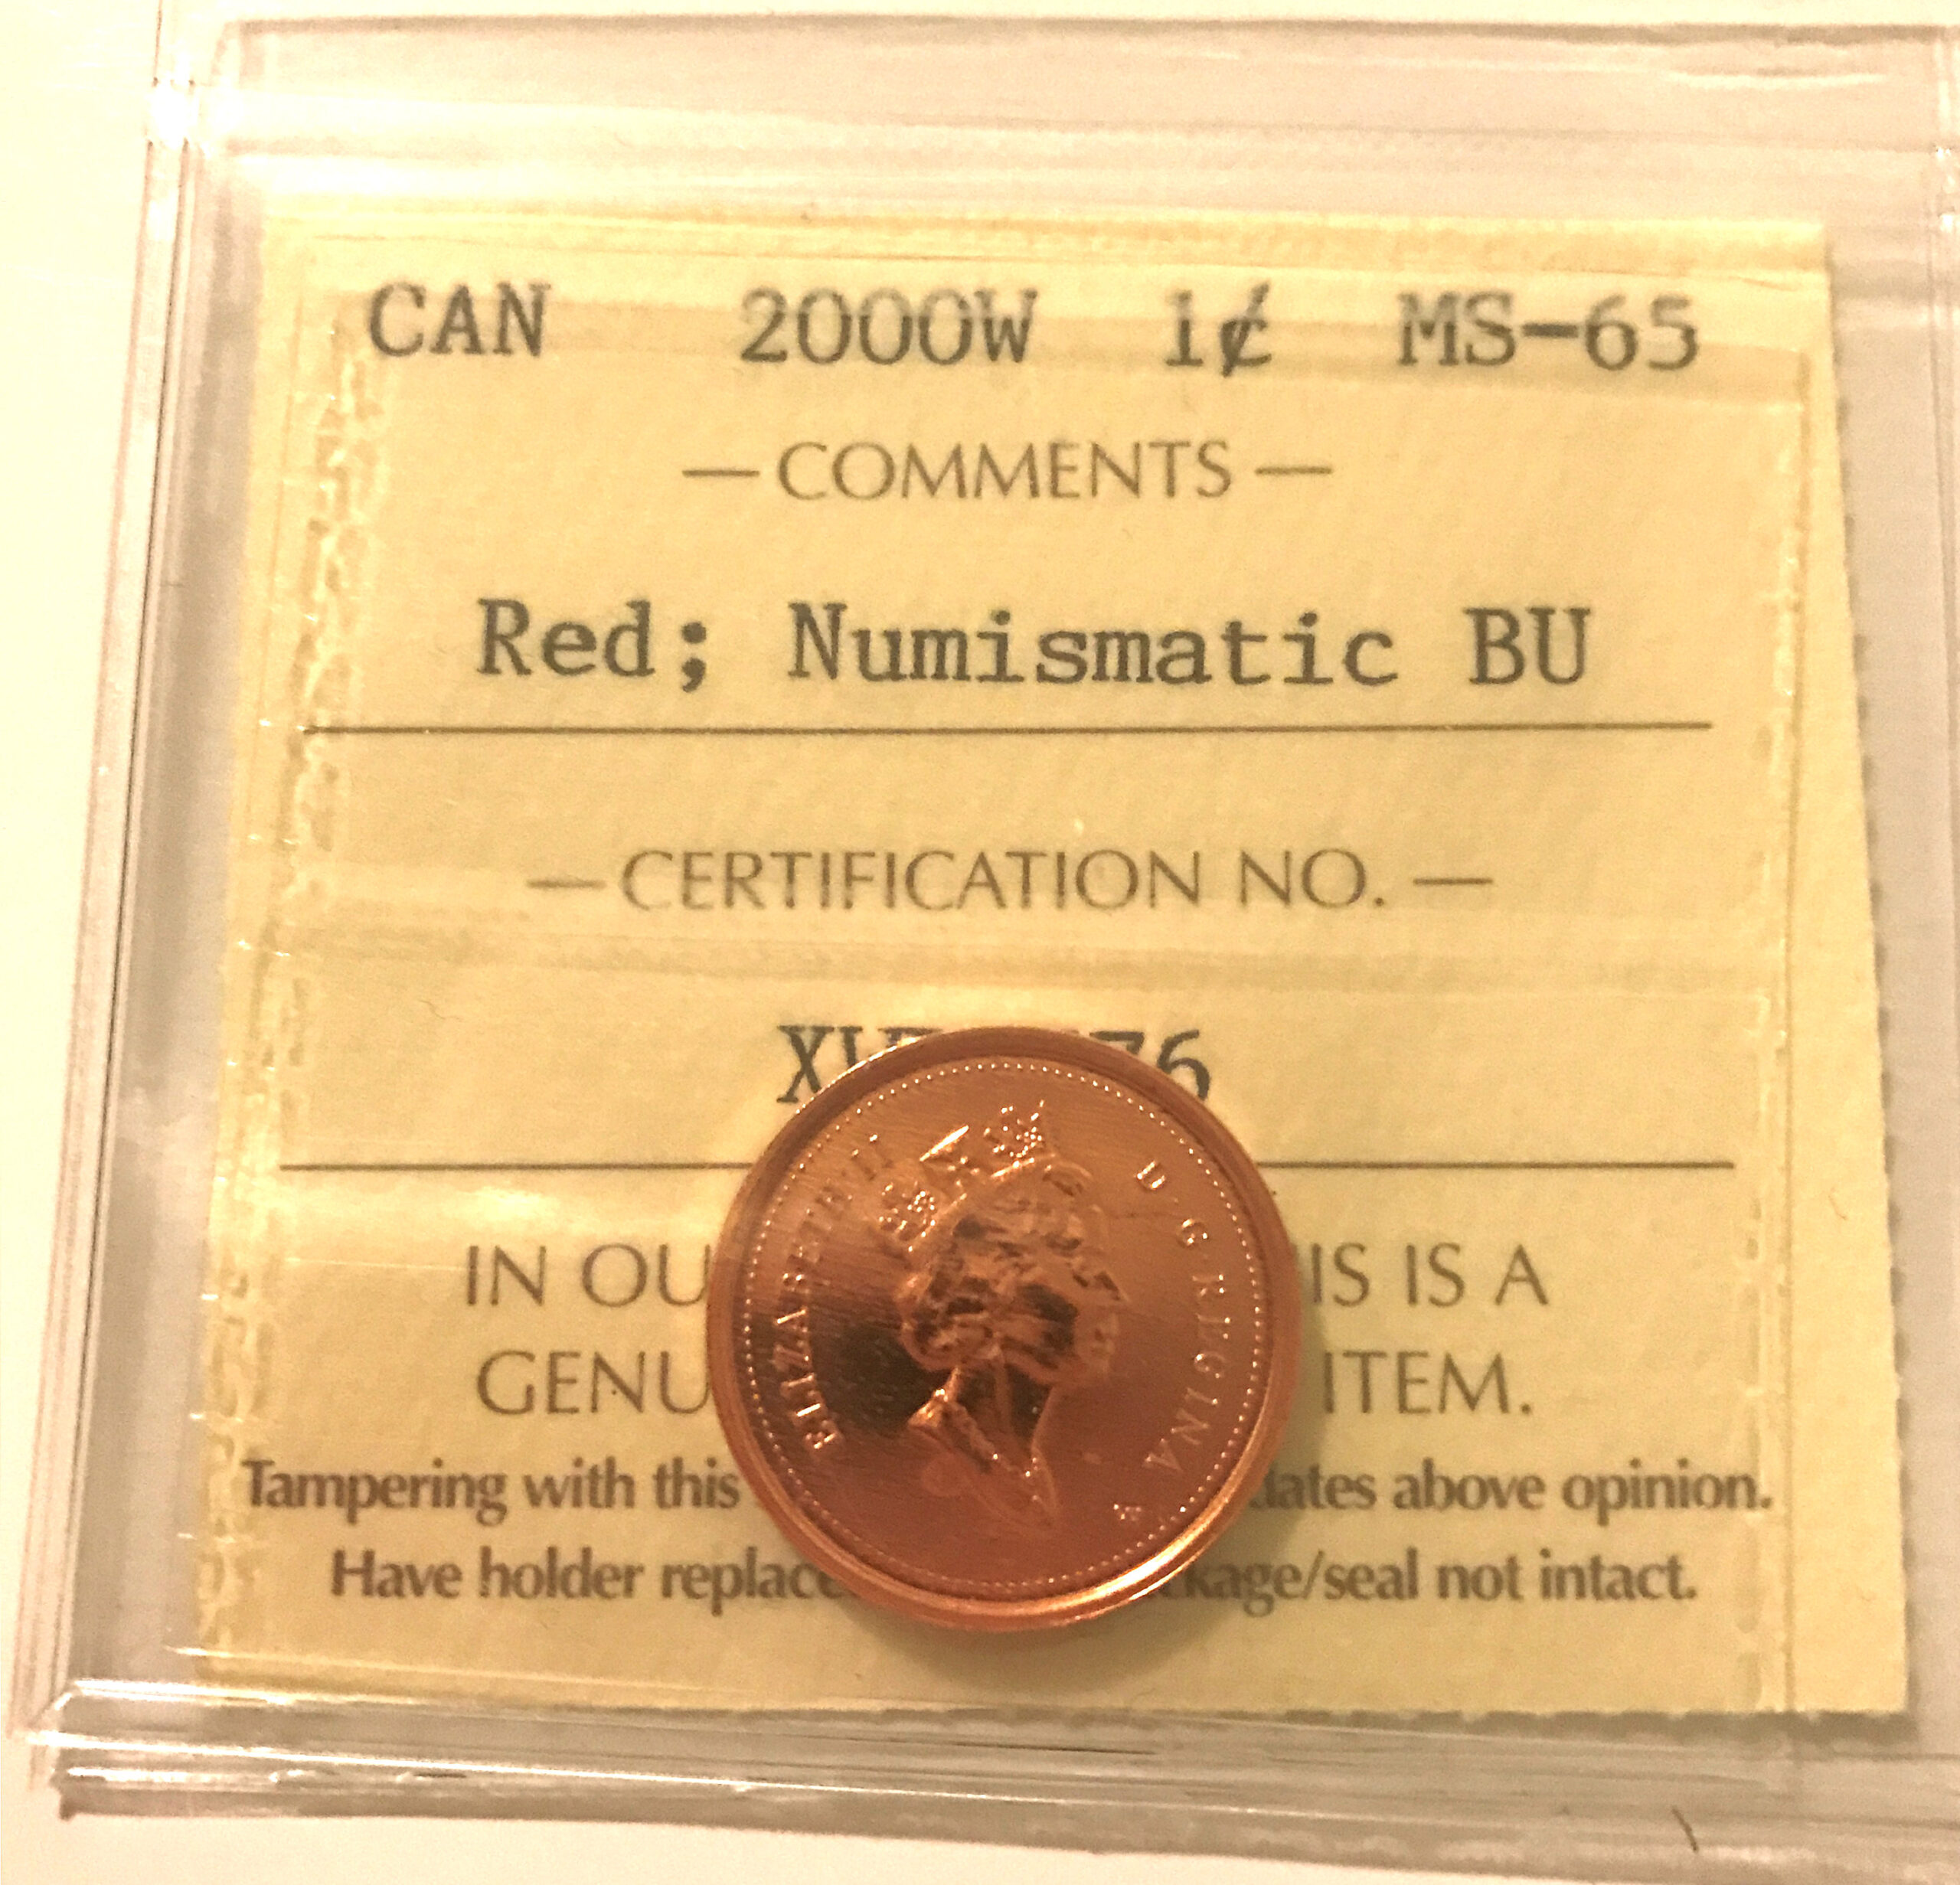 CAN 2000W 1¢ MS-65
—COMMENTS—
Red; Numismatic BU
—CERTIFICATION NO.—
76
IN OU IS IS A
GENU ITEM.
Tampering with this dates above opinion.
Have holder replace kage/seal not intact.
ELIZABETH II D·G·REGINA